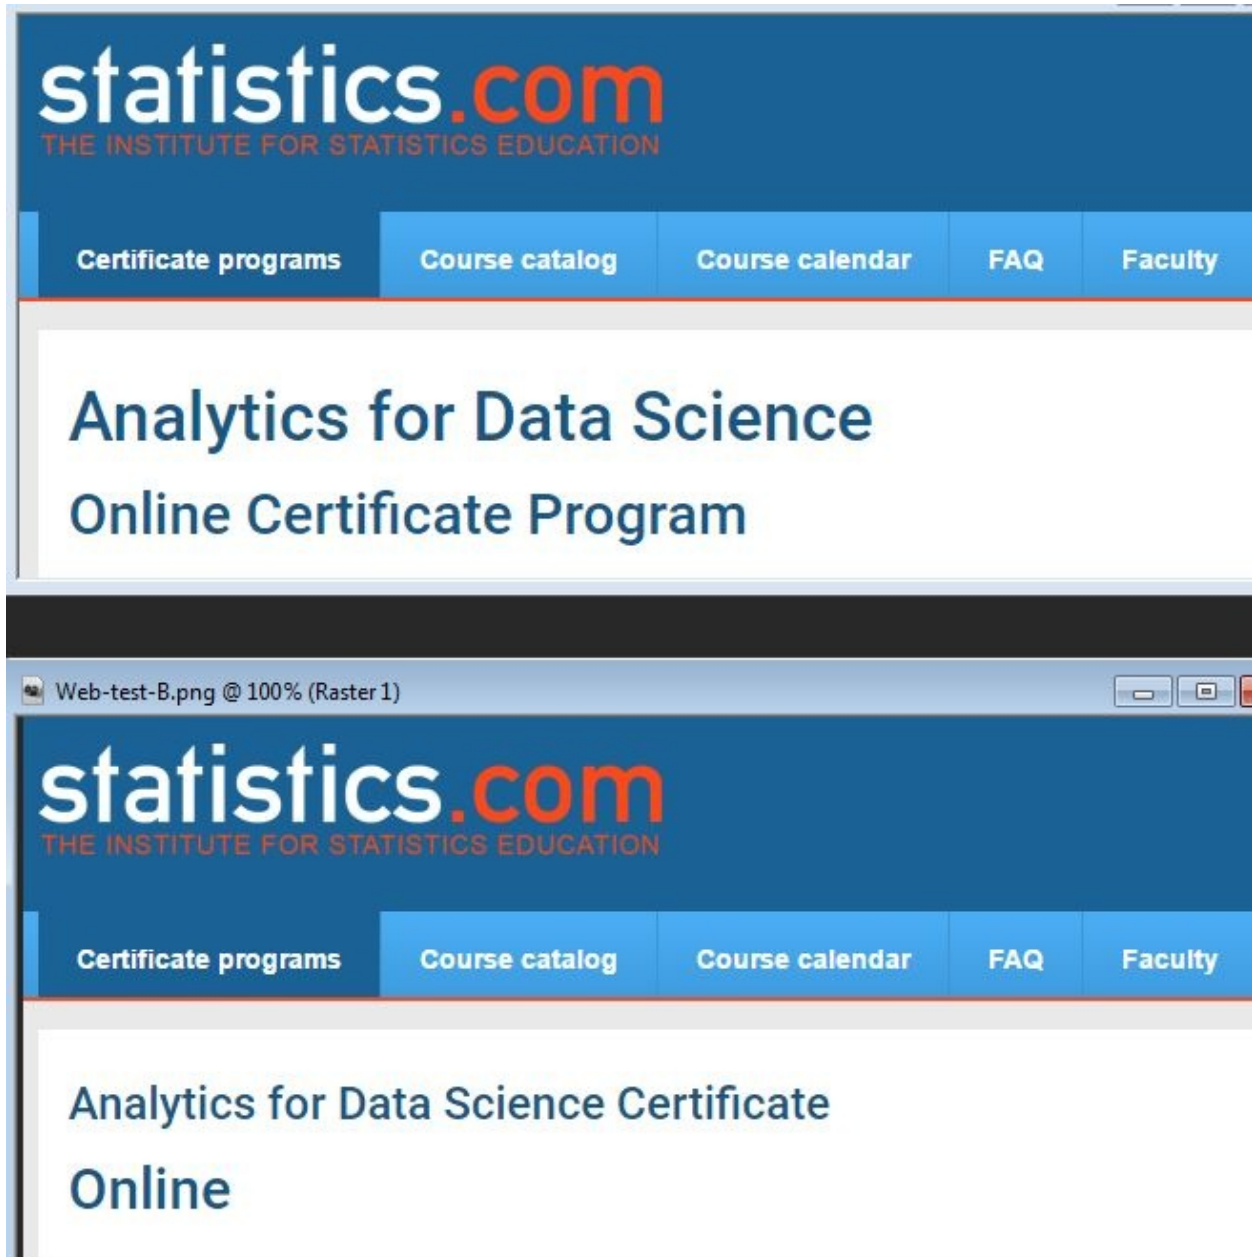 statistics.com
THE INSTITUTE FOR STATISTICS EDUCATION
Certificate programs Course catalog Course calendar FAQ Faculty
Analytics for Data Science
Online Certificate Program
Web-test-B.png @ 100% (Raster 1)
statistics.com
THE INSTITUTE FOR STATISTICS EDUCATION
Certificate programs Course catalog Course calendar FAQ Faculty
Analytics for Data Science Certificate
Online